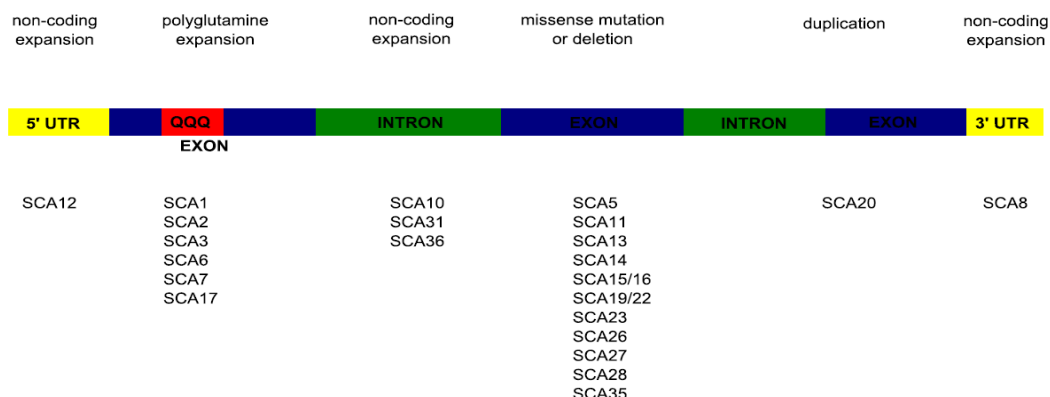 non-coding expansion
polyglutamine expansion
non-coding expansion
missense mutation or deletion
duplication
non-coding expansion
5' UTR
QQQ
INTRON
EXON
INTRON
EXON
3' UTR
EXON
SCA12
SCA1
SCA2
SCA3
SCA6
SCA7
SCA17
SCA10
SCA31
SCA36
SCA5
SCA11
SCA13
SCA14
SCA15/16
SCA19/22
SCA23
SCA26
SCA27
SCA28
SCA35
SCA20
SCA8